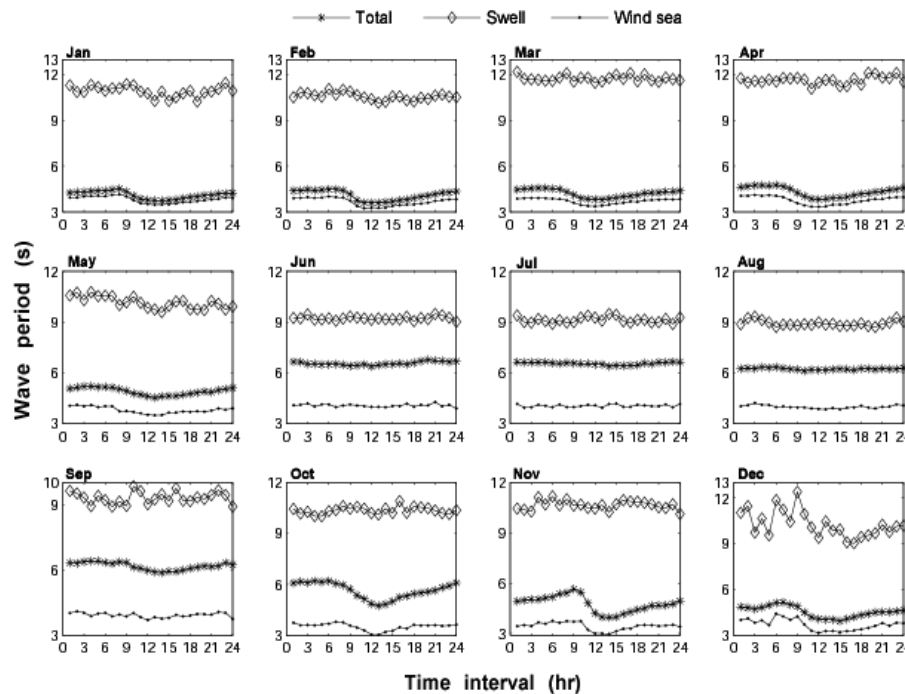 Total Swell Wind sea
Jan Feb Mar Apr
13 13 13 13
12 12 12 12
9 9 9 9
6 6 6 6
3 3 3 3
0 3 6 9 12 15 18 21 24 0 3 6 9 12 15 18 21 24 0 3 6 9 12 15 18 21 24 0 3 6 9 12 15 18 21 24
May Jun Jul Aug
12 12 12 12
9 9 9 9
6 6 6 6
3 3 3 3
0 3 6 9 12 15 18 21 24 0 3 6 9 12 15 18 21 24 0 3 6 9 12 15 18 21 24 0 3 6 9 12 15 18 21 24
Sep Oct Nov Dec
10 12 12 13
9 9 9 12
6 6 6 9
3 3 3 6
3
0 3 6 9 12 15 18 21 24 0 3 6 9 12 15 18 21 24 0 3 6 9 12 15 18 21 24 0 3 6 9 12 15 18 21 24
Wave period (s)
Time interval (hr)